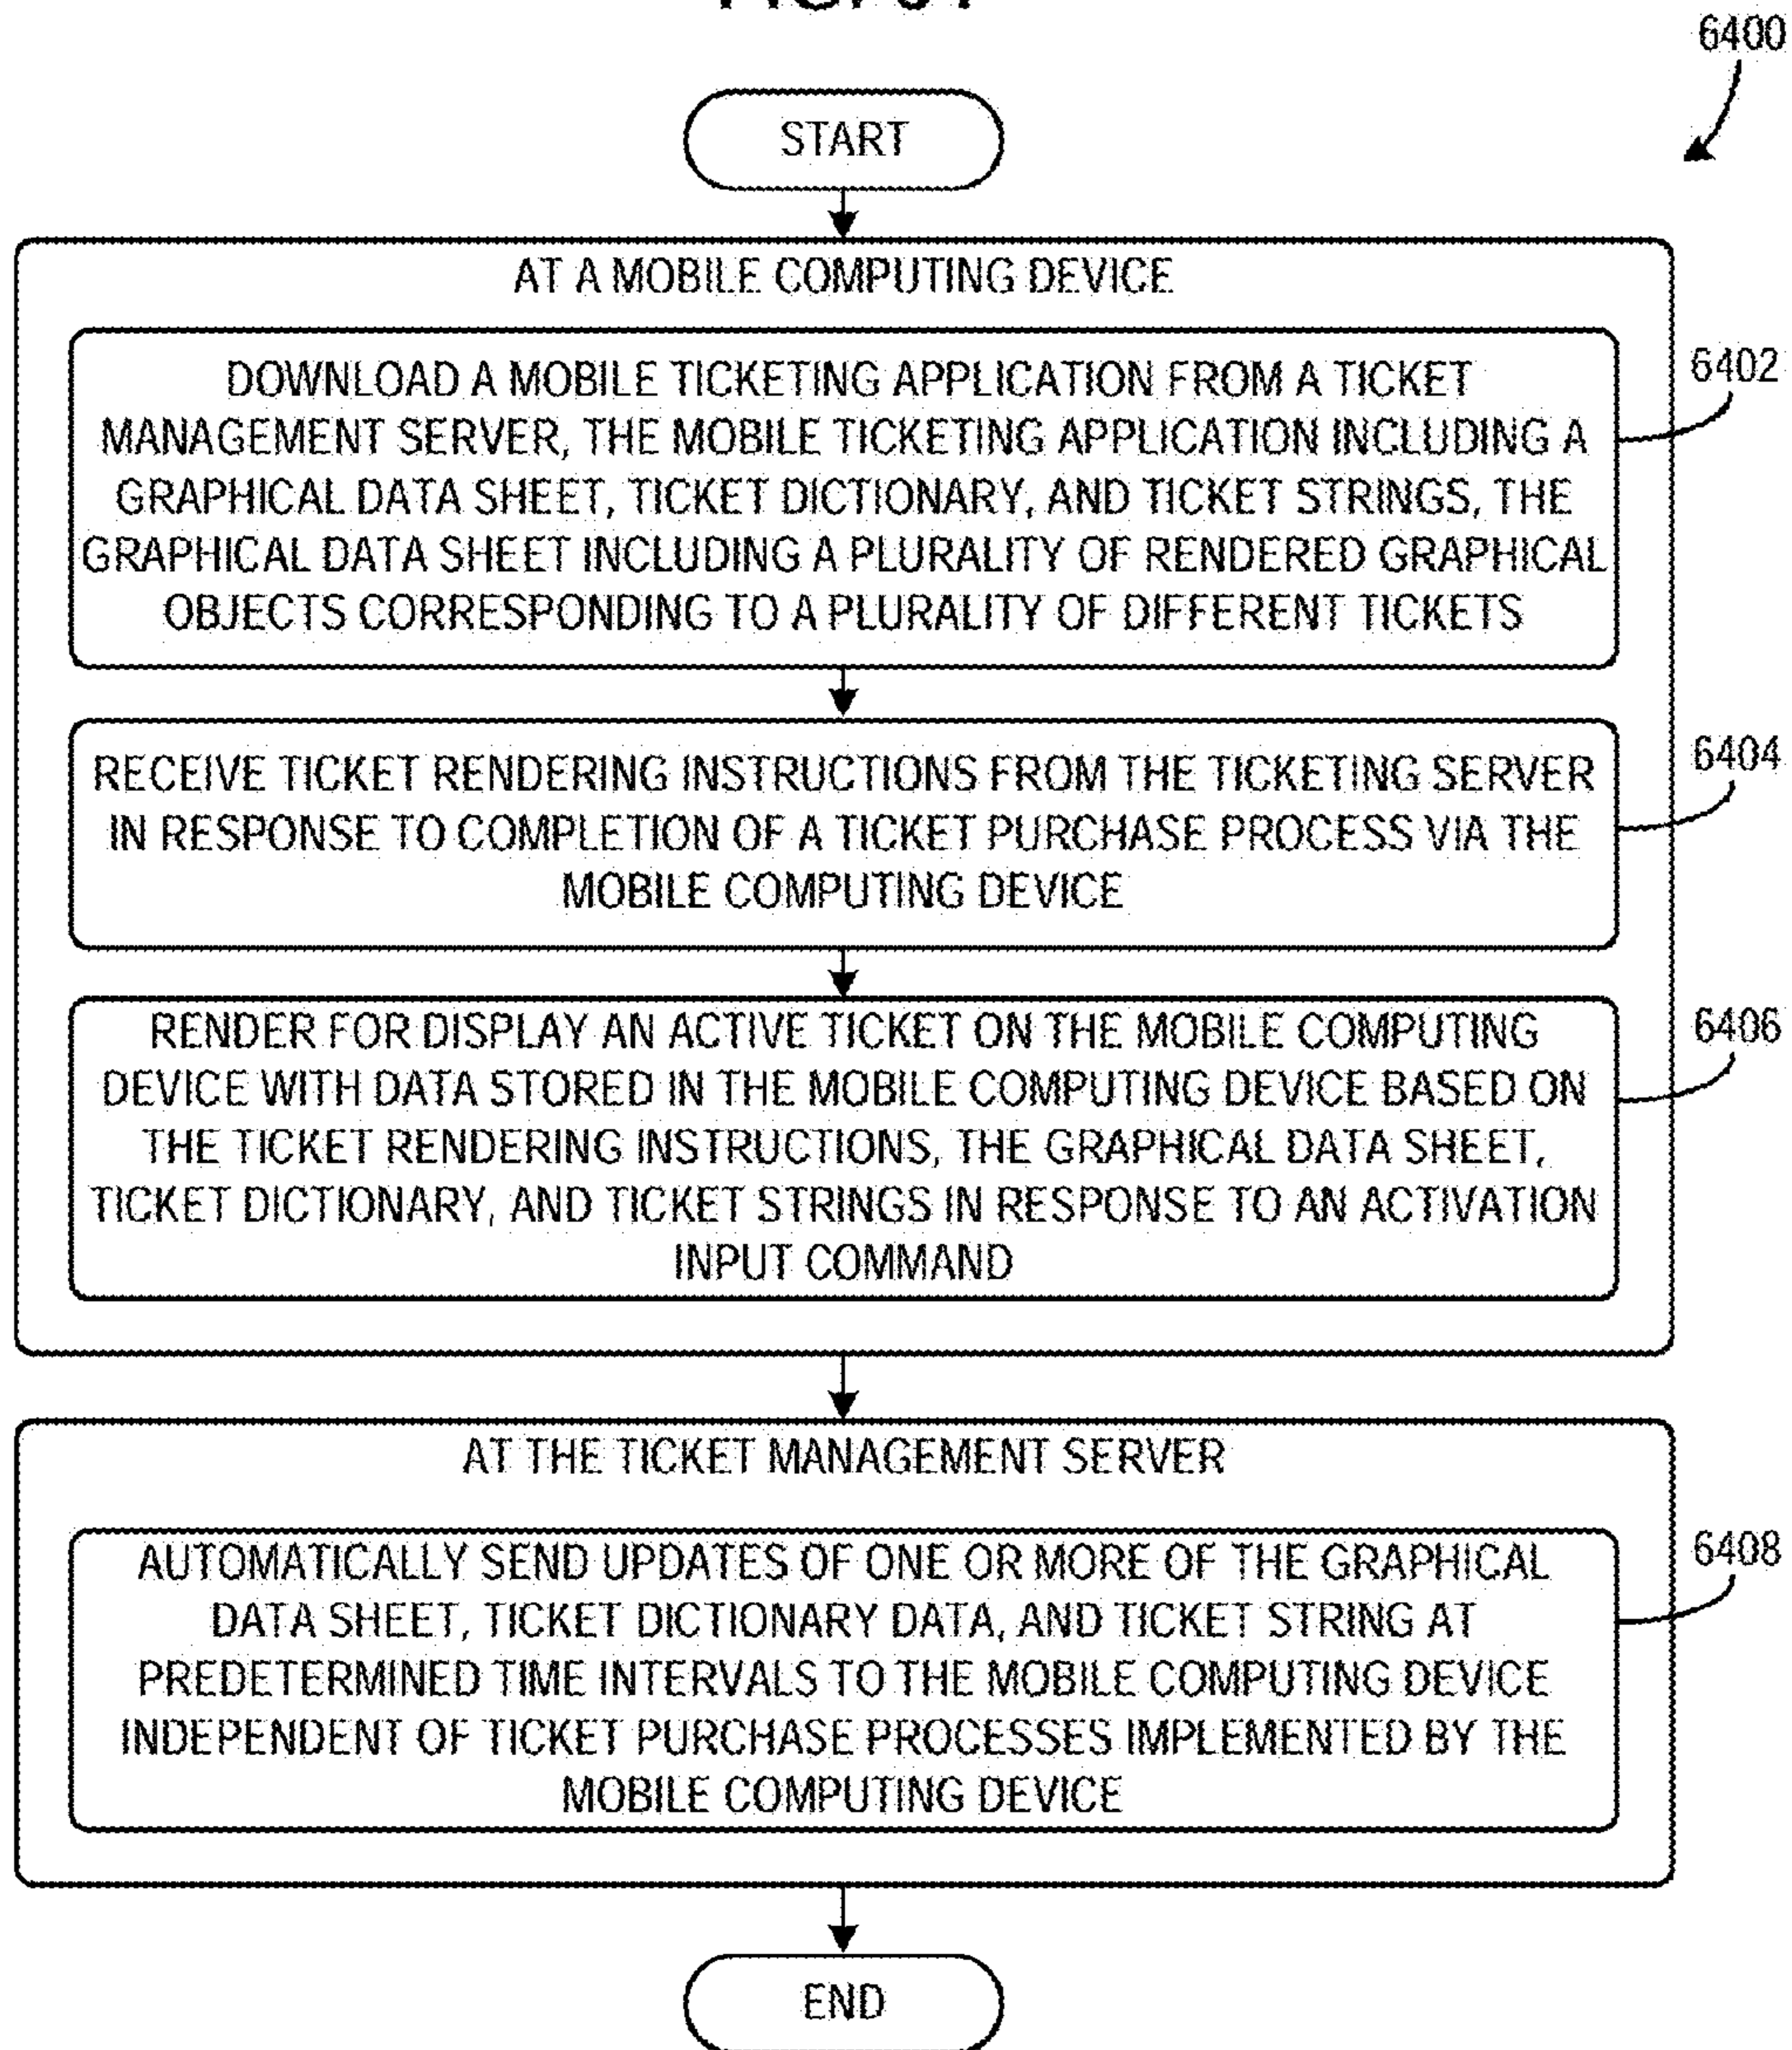 6400
START
AT A MOBILE COMPUTING DEVICE
DOWNLOAD A MOBILE TICKETING APPLICATION FROM A TICKET
MANAGEMENT SERVER, THE MOBILE TICKETING APPLICATION INCLUDING A
GRAPHICAL DATA SHEET, TICKET DICTIONARY, AND TICKET STRINGS, THE
GRAPHICAL DATA SHEET INCLUDING A PLURALITY OF RENDERED GRAPHICAL
OBJECTS CORRESPONDING TO A PLURALITY OF DIFFERENT TICKETS
6402
RECEIVE TICKET RENDERING INSTRUCTIONS FROM THE TICKETING SERVER
IN RESPONSE TO COMPLETION OF A TICKET PURCHASE PROCESS VIA THE
MOBILE COMPUTING DEVICE
6404
RENDER FOR DISPLAY AN ACTIVE TICKET ON THE MOBILE COMPUTING
DEVICE WITH DATA STORED IN THE MOBILE COMPUTING DEVICE BASED ON
THE TICKET RENDERING INSTRUCTIONS, THE GRAPHICAL DATA SHEET,
TICKET DICTIONARY, AND TICKET STRINGS IN RESPONSE TO AN ACTIVATION
INPUT COMMAND
6406
AT THE TICKET MANAGEMENT SERVER
AUTOMATICALLY SEND UPDATES OF ONE OR MORE OF THE GRAPHICAL
DATA SHEET, TICKET DICTIONARY DATA, AND TICKET STRING AT
PREDETERMINED TIME INTERVALS TO THE MOBILE COMPUTING DEVICE
INDEPENDENT OF TICKET PURCHASE PROCESSES IMPLEMENTED BY THE
MOBILE COMPUTING DEVICE
6408
END